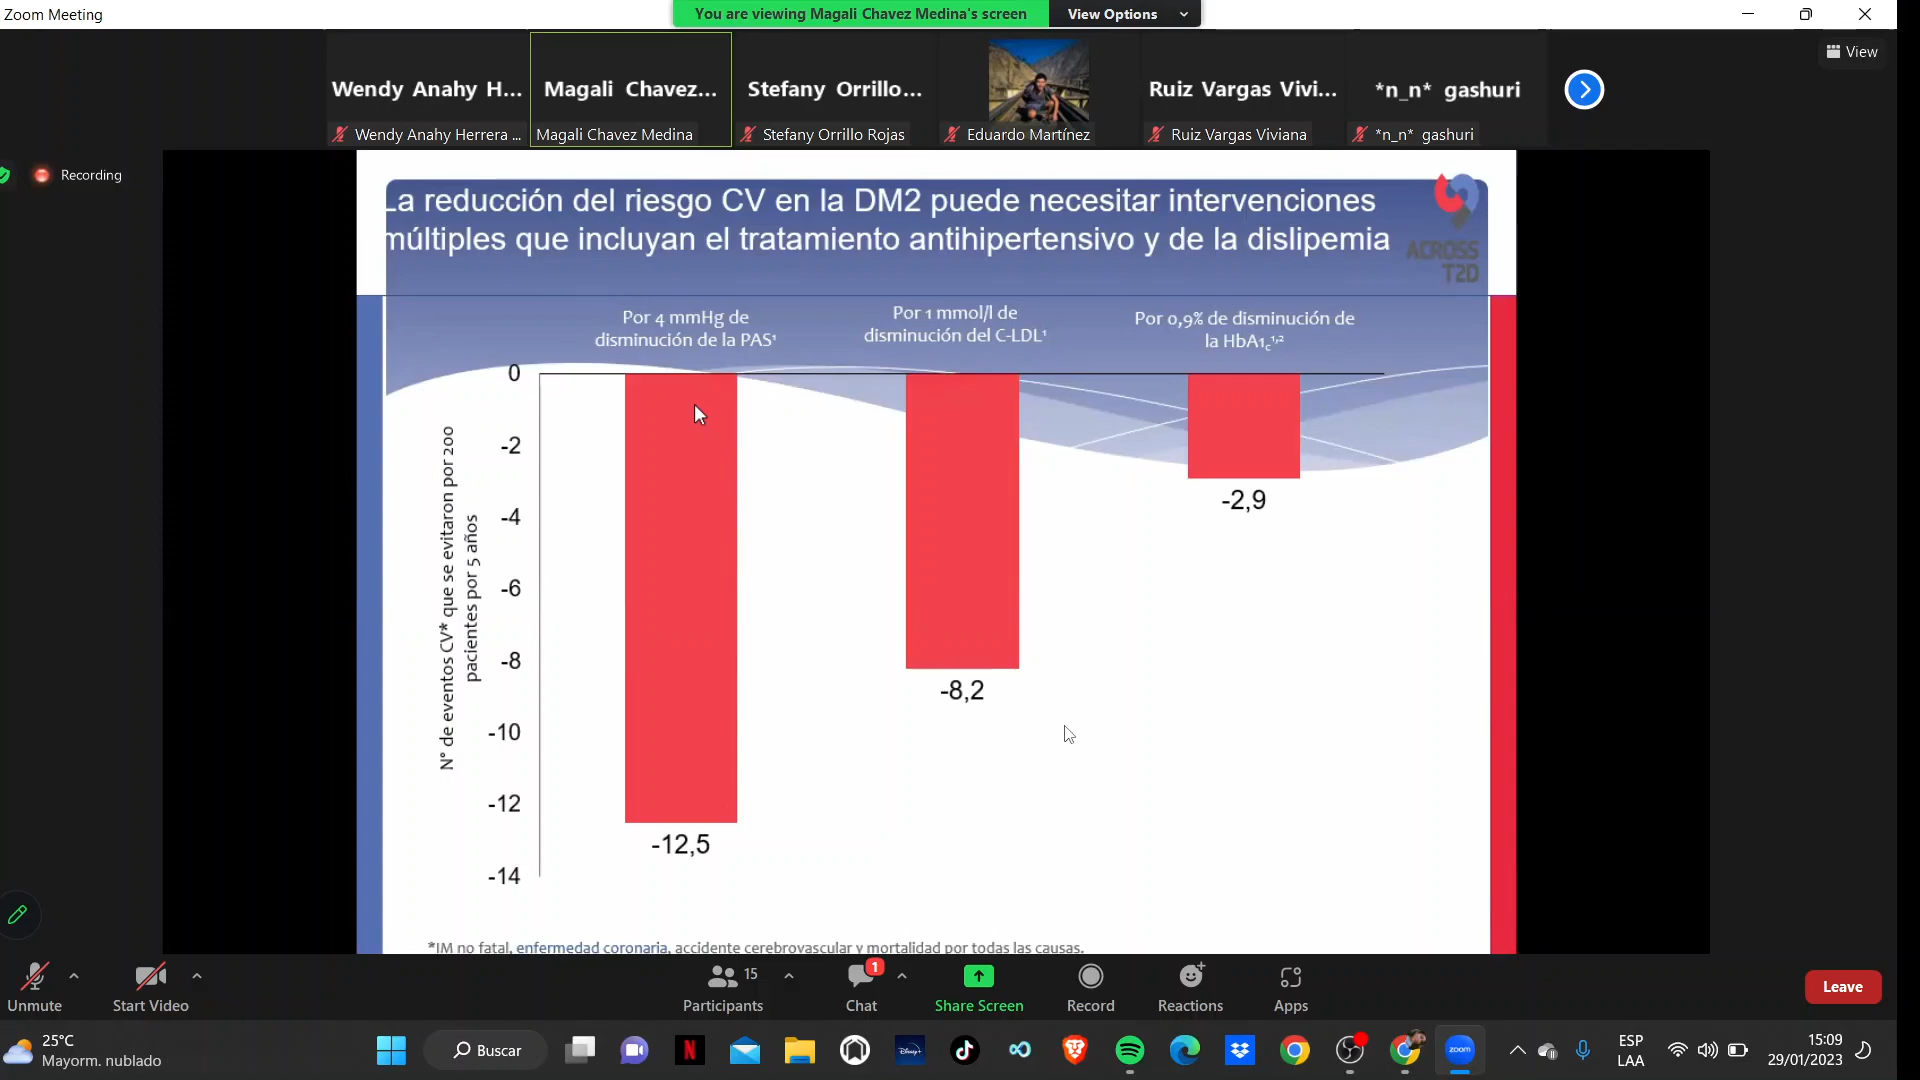 Zoom Meeting
You are viewing Magali Chavez Medina's screen
View Options
View
Wendy Anahy H...
Magali Chavez...
Stefany Orrillo...
Ruiz Vargas Vivi...
*n_n* gashuri
Wendy Anahy Herrera ...
Magali Chavez Medina
Stefany Orrillo Rojas
Eduardo Martínez
Ruiz Vargas Viviana
*n_n* gashuri
Recording
La reducción del riesgo CV en la DM2 puede necesitar intervenciones
múltiples que incluyan el tratamiento antihipertensivo y de la dislipemia
ACROSS
T2D
Por 4 mmHg de
disminución de la PAS¹
Por 1 mmol/l de
disminución del C-LDL¹
Por 0,9% de disminución de
la HbA1c¹,²
0
-2
-4
-6
-8
-10
-12
-14
N° de eventos CV* que se evitaron por 200
pacientes por 5 años
-12,5
-8,2
-2,9
*IM no fatal, enfermedad coronaria, accidente cerebrovascular y mortalidad por todas las causas.
Unmute
Start Video
15
Participants
1
Chat
Share Screen
Record
Reactions
Apps
Leave
25°C
Mayorm. nublado
Buscar
N
Disney+
zoom
ESP
LAA
15:09
29/01/2023